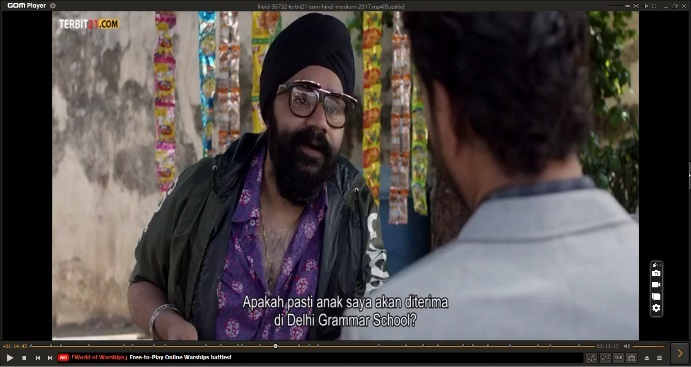 GOM Player
TERBIT21.COM
Apakah pasti anak saya akan diterima
di Delhi Grammar School?
AD 「World of Warships」 Free-to-Play Online Warships battles!